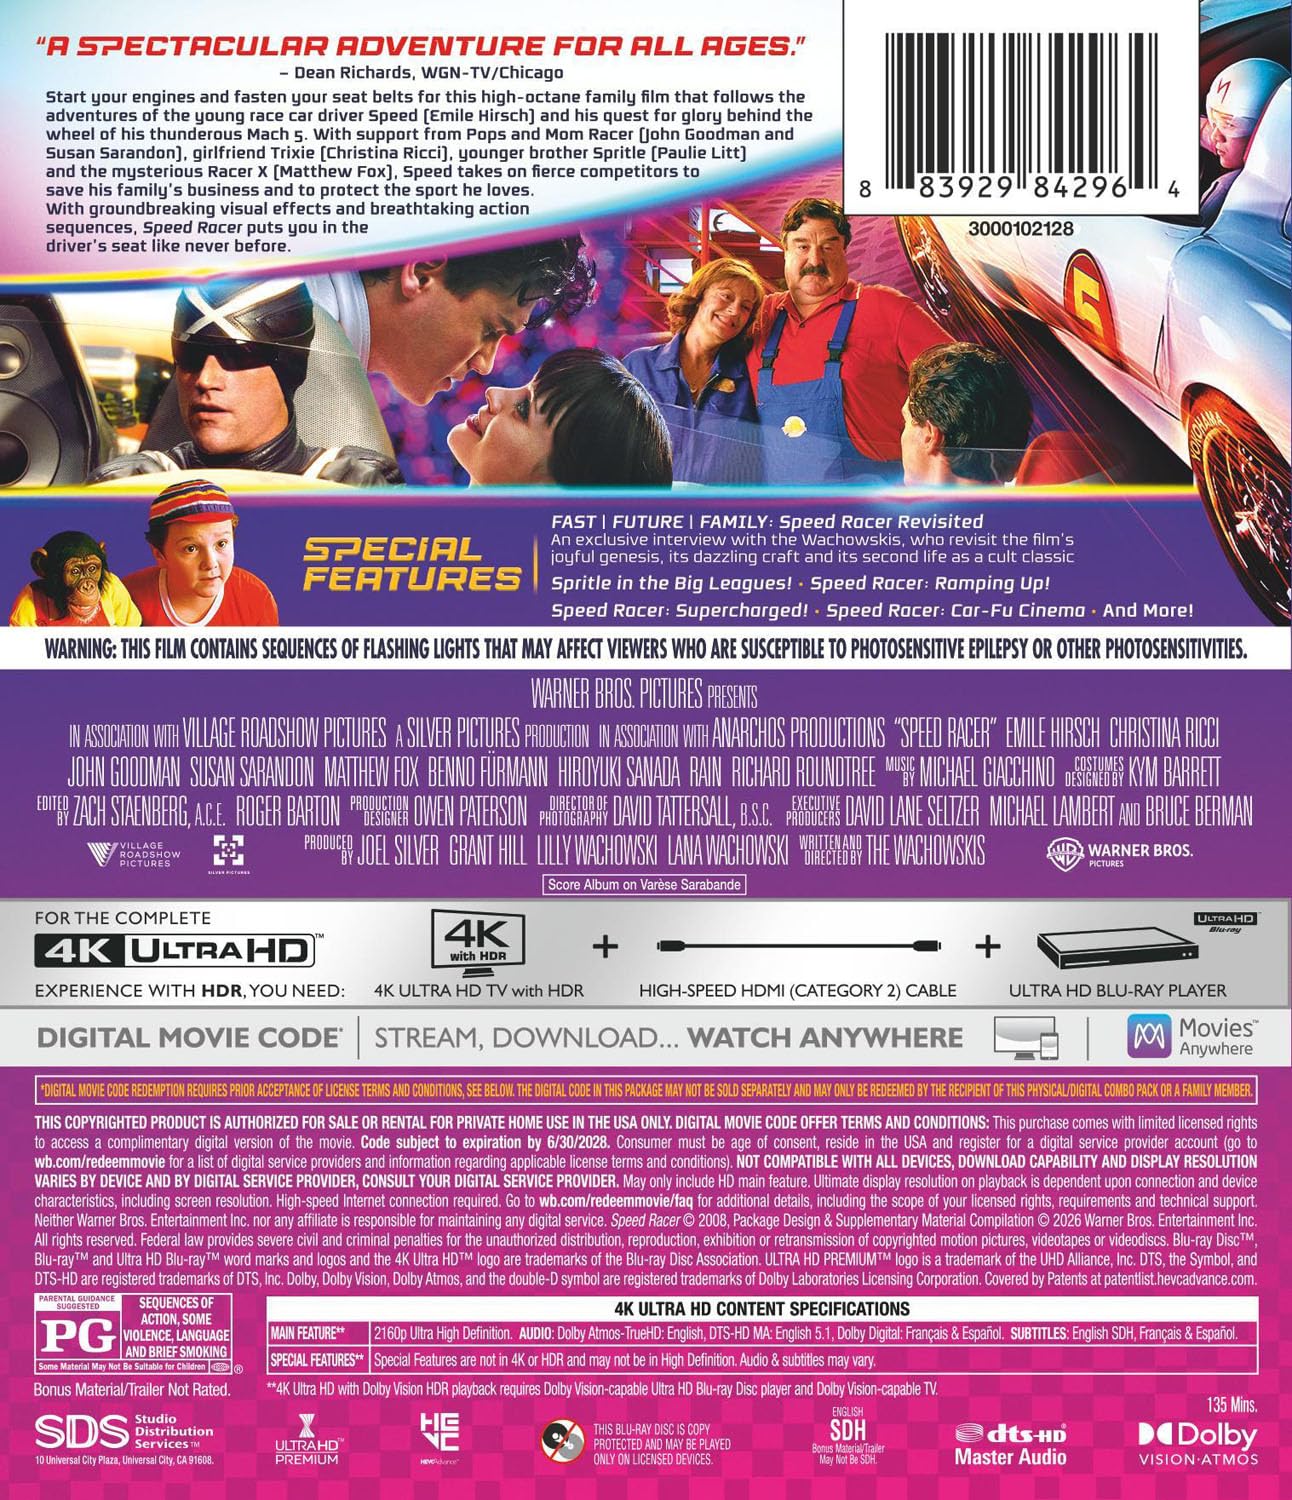 “A SPECTACULAR ADVENTURE FOR ALL AGES.”
– Dean Richards, WGN-TV/Chicago
Start your engines and fasten your seat belts for this high-octane family film that follows the
adventures of the young race car driver Speed (Emile Hirsch) and his quest for glory behind the
wheel of his thunderous Mach 5. With support from Pops and Mom Racer (John Goodman and
Susan Sarandon), girlfriend Trixie (Christina Ricci), younger brother Spritle (Paulie Litt)
and the mysterious Racer X (Matthew Fox), Speed takes on fierce competitors to
save his family’s business and to protect the sport he loves.
With groundbreaking visual effects and breathtaking action
sequences, Speed Racer puts you in the
driver’s seat like never before.
8 83929 84296 4
3000102128
5
YOKOHAMA
SPECIAL
FEATURES
FAST | FUTURE | FAMILY: Speed Racer Revisited
An exclusive interview with the Wachowskis, who revisit the film’s
joyful genesis, its dazzling craft and its second life as a cult classic
Spritle in the Big Leagues! · Speed Racer: Ramping Up!
Speed Racer: Supercharged! · Speed Racer: Car-Fu Cinema · And More!
WARNING: THIS FILM CONTAINS SEQUENCES OF FLASHING LIGHTS THAT MAY AFFECT VIEWERS WHO ARE SUSCEPTIBLE TO PHOTOSENSITIVE EPILEPSY OR OTHER PHOTOSENSITIVITIES.
WARNER BROS. PICTURES PRESENTS
IN ASSOCIATION WITH VILLAGE ROADSHOW PICTURES A SILVER PICTURES PRODUCTION IN ASSOCIATION WITH ANARCHOS PRODUCTIONS “SPEED RACER” EMILE HIRSCH CHRISTINA RICCI
JOHN GOODMAN SUSAN SARANDON MATTHEW FOX BENNO FÜRMANN HIROYUKI SANADA RAIN RICHARD ROUNDTREE MUSIC BY MICHAEL GIACCHINO COSTUMES DESIGNED BY KYM BARRETT
EDITED BY ZACH STAENBERG, A.C.E. ROGER BARTON PRODUCTION DESIGNER OWEN PATERSON DIRECTOR OF PHOTOGRAPHY DAVID TATTERSALL, B.S.C. EXECUTIVE PRODUCERS DAVID LANE SELTZER MICHAEL LAMBERT AND BRUCE BERMAN
VILLAGE
ROADSHOW
PICTURES
SILVER PICTURES
PRODUCED BY JOEL SILVER GRANT HILL LILLY WACHOWSKI LANA WACHOWSKI WRITTEN AND DIRECTED BY THE WACHOWSKIS
WARNER BROS.
PICTURES
Score Album on Varèse Sarabande
FOR THE COMPLETE
4K ULTRA HD™
EXPERIENCE WITH HDR, YOU NEED:
4K
with HDR
4K ULTRA HD TV with HDR
+
HIGH-SPEED HDMI (CATEGORY 2) CABLE
+
ULTRA HD
Blu-ray
ULTRA HD BLU-RAY PLAYER
DIGITAL MOVIE CODE* | STREAM, DOWNLOAD... WATCH ANYWHERE
Movies™
Anywhere
*DIGITAL MOVIE CODE REDEMPTION REQUIRES PRIOR ACCEPTANCE OF LICENSE TERMS AND CONDITIONS, SEE BELOW. THE DIGITAL CODE IN THIS PACKAGE MAY NOT BE SOLD SEPARATELY AND MAY ONLY BE REDEEMED BY THE RECIPIENT OF THIS PHYSICAL/DIGITAL COMBO PACK OR A FAMILY MEMBER.
THIS COPYRIGHTED PRODUCT IS AUTHORIZED FOR SALE OR RENTAL FOR PRIVATE HOME USE IN THE USA ONLY. DIGITAL MOVIE CODE OFFER TERMS AND CONDITIONS: This purchase comes with limited licensed rights
to access a complimentary digital version of the movie. Code subject to expiration by 6/30/2028. Consumer must be age of consent, reside in the USA and register for a digital service provider account (go to
wb.com/redeemmovie for a list of digital service providers and information regarding applicable license terms and conditions). NOT COMPATIBLE WITH ALL DEVICES, DOWNLOAD CAPABILITY AND DISPLAY RESOLUTION
VARIES BY DEVICE AND BY DIGITAL SERVICE PROVIDER, CONSULT YOUR DIGITAL SERVICE PROVIDER. May only include HD main feature. Ultimate display resolution on playback is dependent upon connection and device
characteristics, including screen resolution. High-speed Internet connection required. Go to wb.com/redeemmovie/faq for additional details, including the scope of your licensed rights, requirements and technical support.
Neither Warner Bros. Entertainment Inc. nor any affiliate is responsible for maintaining any digital service. Speed Racer © 2008, Package Design & Supplementary Material Compilation © 2026 Warner Bros. Entertainment Inc.
All rights reserved. Federal law provides severe civil and criminal penalties for the unauthorized distribution, reproduction, exhibition or retransmission of copyrighted motion pictures, videotapes or videodiscs. Blu-ray Disc™,
Blu-ray™ and Ultra HD Blu-ray™ word marks and logos and the 4K Ultra HD™ logo are trademarks of the Blu-ray Disc Association. ULTRA HD PREMIUM™ logo is a trademark of the UHD Alliance, Inc. DTS, the Symbol, and
DTS-HD are registered trademarks of DTS, Inc. Dolby, Dolby Vision, Dolby Atmos, and the double-D symbol are registered trademarks of Dolby Laboratories Licensing Corporation. Covered by Patents at patentlist.hevcadvance.com.
PARENTAL GUIDANCE SUGGESTED
PG
SEQUENCES OF
ACTION, SOME
VIOLENCE, LANGUAGE
AND BRIEF SMOKING
Some Material May Not Be Suitable for Children ®
Bonus Material/Trailer Not Rated.
4K ULTRA HD CONTENT SPECIFICATIONS
MAIN FEATURE** 2160p Ultra High Definition. AUDIO: Dolby Atmos-TrueHD: English, DTS-HD MA: English 5.1, Dolby Digital: Français & Español. SUBTITLES: English SDH, Français & Español.
SPECIAL FEATURES** Special Features are not in 4K or HDR and may not be in High Definition. Audio & subtitles may vary.
**4K Ultra HD with Dolby Vision HDR playback requires Dolby Vision-capable Ultra HD Blu-ray Disc player and Dolby Vision-capable TV.
135 Mins.
SDS Studio
Distribution
Services™
10 Universal City Plaza, Universal City, CA 91608.
ULTRA HD™
PREMIUM
HEVC
HEVCAdvance™
THIS BLU-RAY DISC IS COPY
PROTECTED AND MAY BE PLAYED
ONLY ON LICENSED DEVICES.
ENGLISH
SDH
Bonus Material/Trailer
May Not Be SDH.
dts-HD®
Master Audio
Dolby
VISION·ATMOS